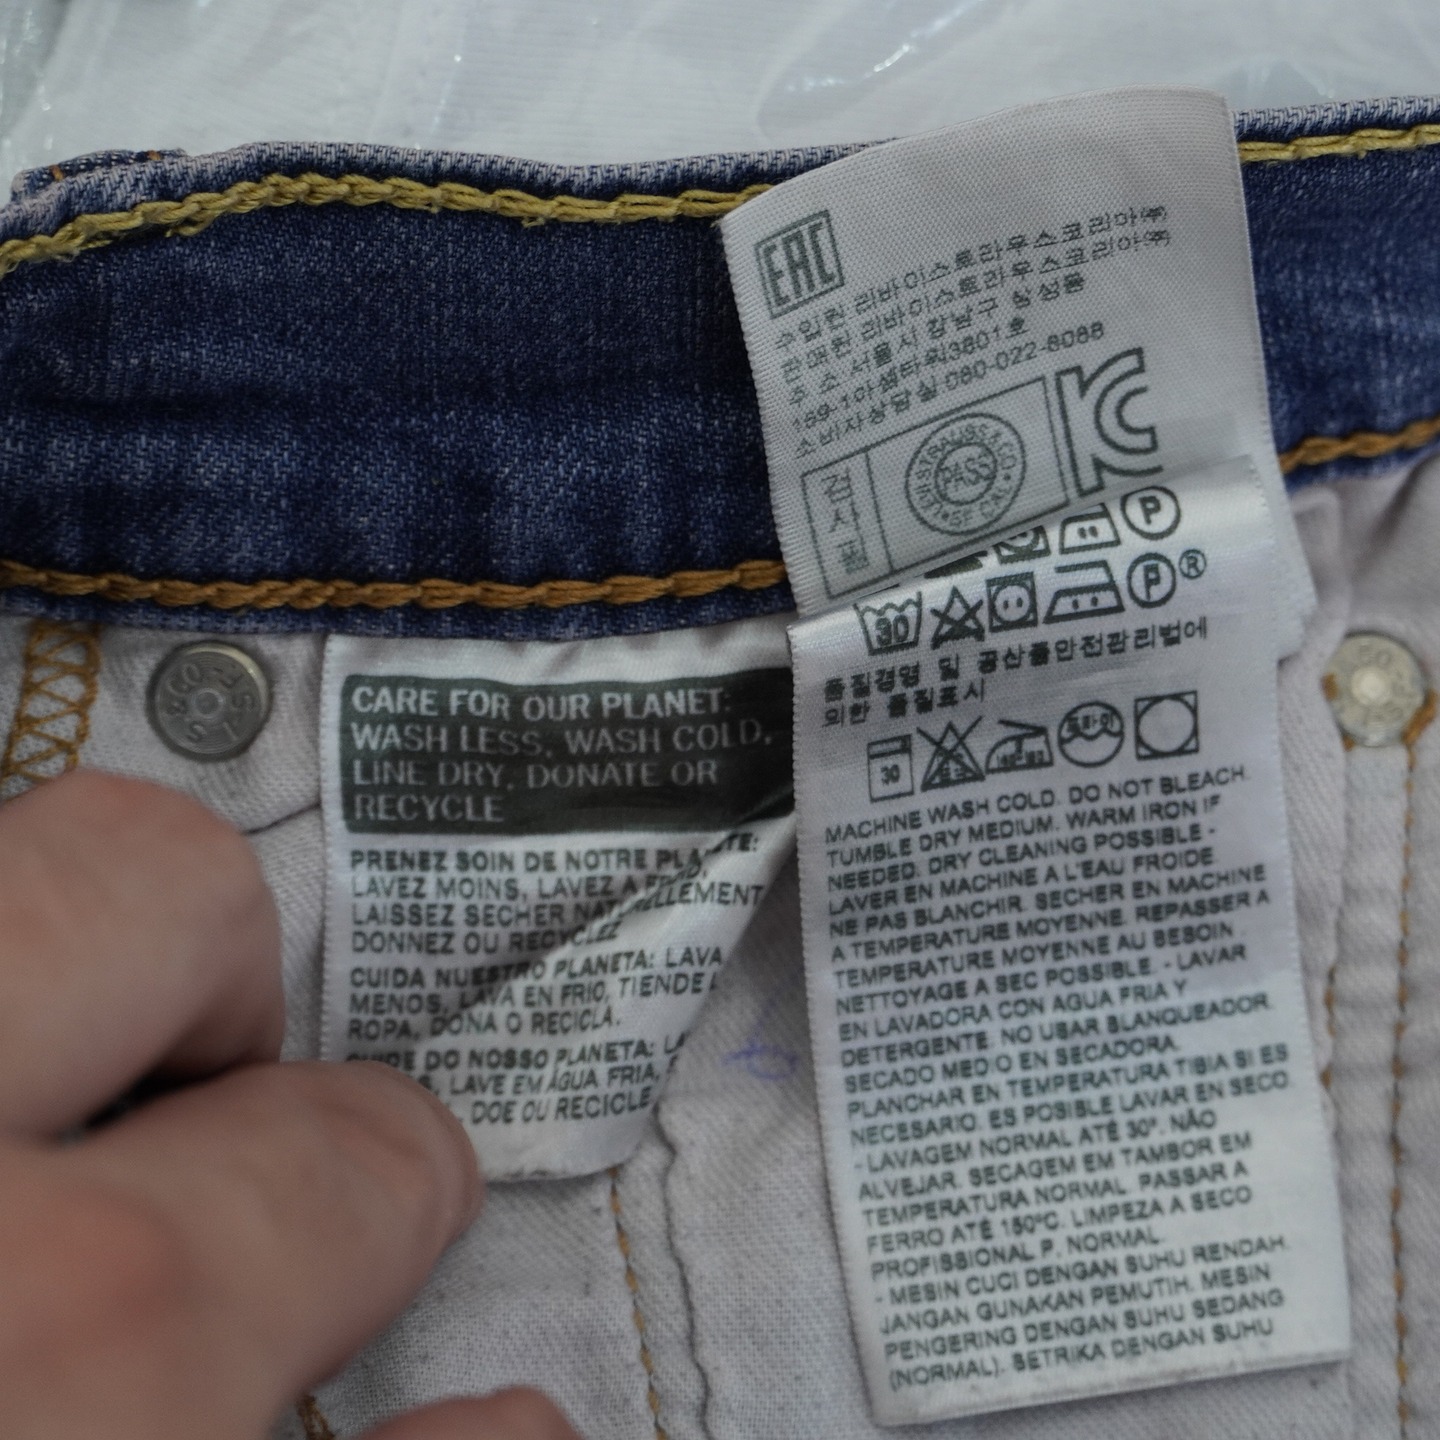 EAC
수입원 리바이스트라우스코리아(주)
판매원 리바이스트라우스코리아(주)
주 소 서울시 강남구 삼성동
159-1아셈타워3801호
소비자상담실 080-022-8088
검사필
LEVI STRAUSS & CO
PASS
SF CAL
P
30
P®
품질경영 및 공산품안전관리법에
의한 품질표시
30
드라이
MACHINE WASH COLD. DO NOT BLEACH.
TUMBLE DRY MEDIUM. WARM IRON IF
NEEDED. DRY CLEANING POSSIBLE -
LAVER EN MACHINE A L'EAU FROIDE.
NE PAS BLANCHIR. SECHER EN MACHINE
A TEMPERATURE MOYENNE. REPASSER A
TEMPERATURE MOYENNE AU BESOIN.
NETTOYAGE A SEC POSSIBLE. - LAVAR
EN LAVADORA CON AGUA FRIA Y
DETERGENTE. NO USAR BLANQUEADOR.
SECADO MEDIO EN SECADORA.
PLANCHAR EN TEMPERATURA TIBIA SI ES
NECESARIO. ES POSIBLE LAVAR EN SECO.
- LAVAGEM NORMAL ATÉ 30°. NÃO
ALVEJAR. SECAGEM EM TAMBOR EM
TEMPERATURA NORMAL. PASSAR A
FERRO ATÉ 150°C. LIMPEZA A SECO
PROFISSIONAL P, NORMAL.
- MESIN CUCI DENGAN SUHU RENDAH.
JANGAN GUNAKAN PEMUTIH. MESIN
PENGERING DENGAN SUHU SEDANG
(NORMAL). SETRIKA DENGAN SUHU
CARE FOR OUR PLANET:
WASH LESS, WASH COLD,
LINE DRY, DONATE OR
RECYCLE
PRENEZ SOIN DE NOTRE PLANETE:
LAVEZ MOINS, LAVEZ A FROID,
LAISSEZ SECHER NATURELLEMENT
DONNEZ OU RECYCLEZ
CUIDA NUESTRO PLANETA: LAVA
MENOS, LAVA EN FRIO, TIENDE L
ROPA, DONA O RECICLA.
CUIDE DO NOSSO PLANETA: LA
LAVE EM ÁGUA FRIA,
DOE OU RECICLE